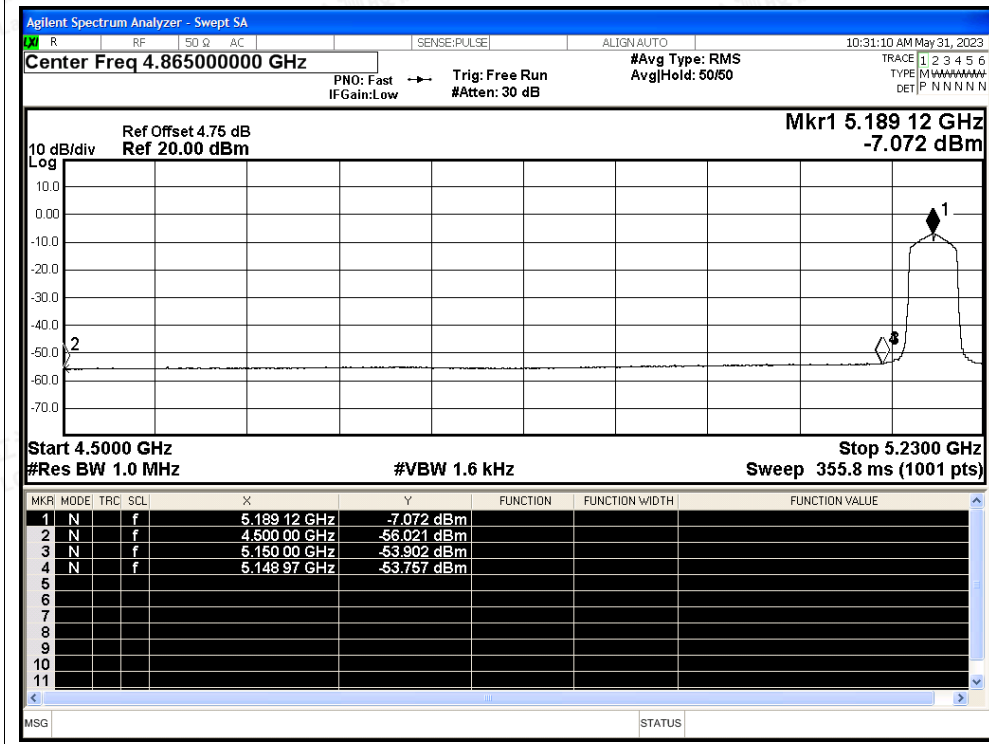 Agilent Spectrum Analyzer - Swept SA
LXI R RF 50 Ω AC SENSE:PULSE ALIGN AUTO 10:31:10 AM May 31, 2023
Center Freq 4.865000000 GHz #Avg Type: RMS TRACE 1 2 3 4 5 6
PNO: Fast Trig: Free Run Avg|Hold: 50/50 TYPE M
IFGain:Low #Atten: 30 dB DET P N N N N N
Mkr1 5.189 12 GHz
Ref Offset 4.75 dB
10 dB/div Ref 20.00 dBm -7.072 dBm
Log
10.0
0.00
1
-10.0
-20.0
-30.0
-40.0
2
-50.0
-60.0
-70.0
Start 4.5000 GHz Stop 5.2300 GHz
#Res BW 1.0 MHz #VBW 1.6 kHz Sweep 355.8 ms (1001 pts)
MKR MODE TRC SCL X Y FUNCTION FUNCTION WIDTH FUNCTION VALUE
1 N f 5.189 12 GHz -7.072 dBm
2 N f 4.500 00 GHz -56.021 dBm
3 N f 5.150 00 GHz -53.902 dBm
4 N f 5.148 97 GHz -53.757 dBm
5
6
7
8
9
10
11
MSG STATUS